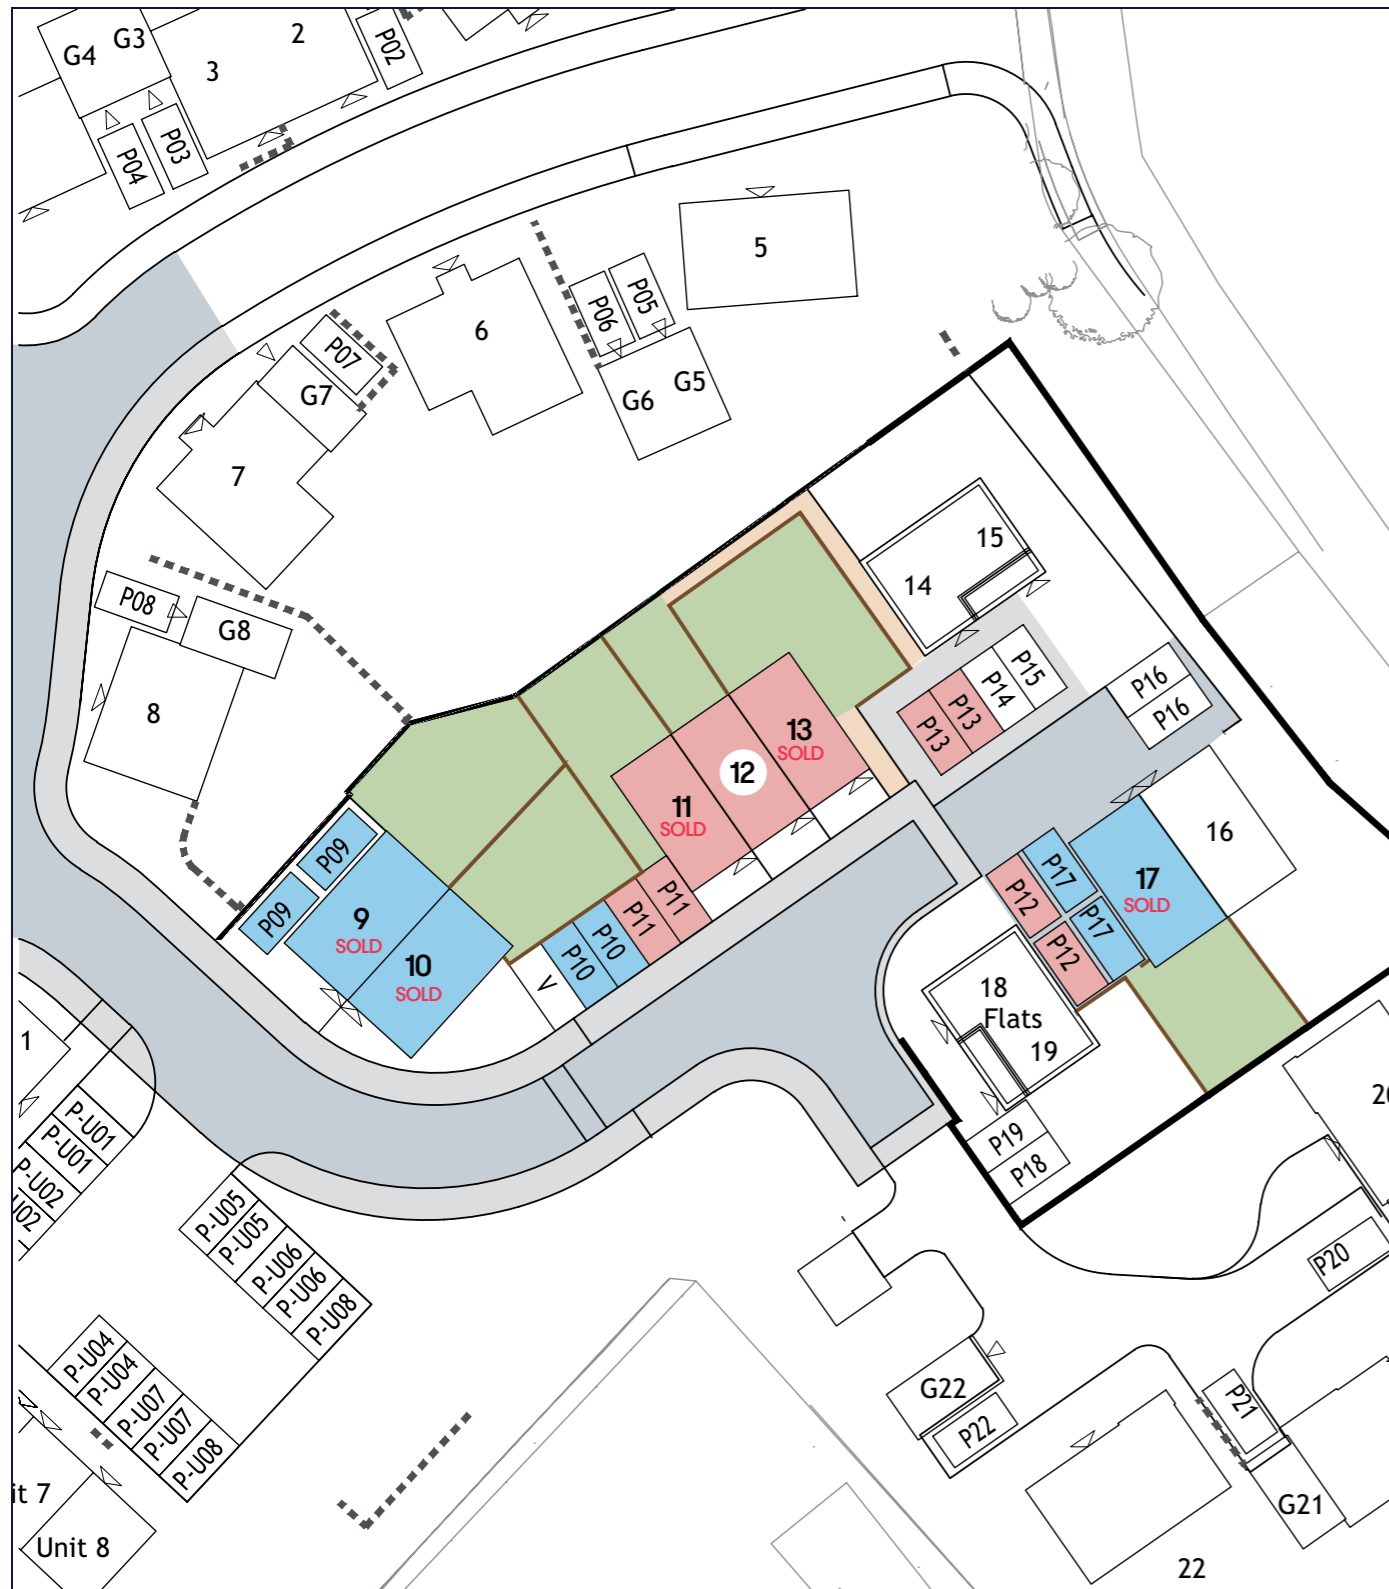 G4
G3
2
3
P02
P04
P03
5
P05
P06
6
P07
G7
G5
G6
7
15
14
P08
G8
8
P15
P14
P13
P13
P16
P16
13
SOLD
12
11
SOLD
16
P17
P12
17
SOLD
P17
P12
P09
P09
9
SOLD
10
SOLD
P11
P11
P10
P10
V
18
Flats
19
P19
P18
1
P-U01
P-U01
P-U02
U02
P-U05
P-U05
P-U06
P-U06
P-U08
P-U04
P-U04
P-U07
P-U07
P-U08
it 7
Unit 8
P20
G22
P22
P21
G21
22